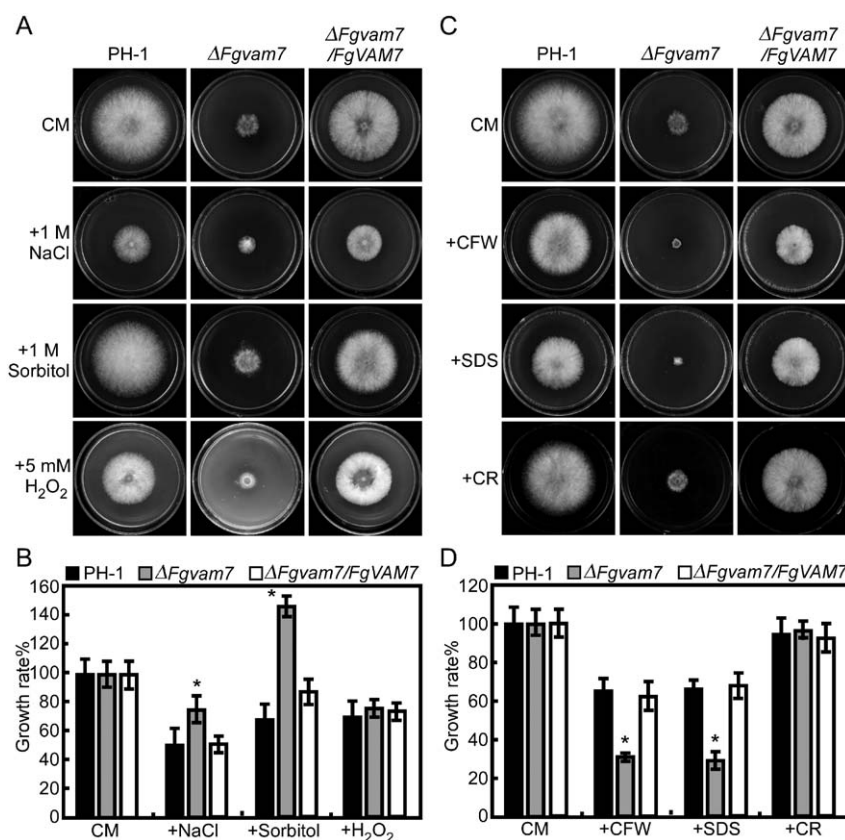 A
PH-1 ΔFgvam7 ΔFgvam7
/FgVAM7
CM
+1 M
NaCl
+1 M
Sorbitol
+5 mM
H₂O₂
B
PH-1 ΔFgvam7 ΔFgvam7/FgVAM7
Growth rate%
160
140
120
100
80
60
40
20
0
* *
CM +NaCl +Sorbitol +H₂O₂
C
PH-1 ΔFgvam7 ΔFgvam7
/FgVAM7
CM
+CFW
+SDS
+CR
D
PH-1 ΔFgvam7 ΔFgvam7/FgVAM7
Growth rate%
120
100
80
60
40
20
0
* *
CM +CFW +SDS +CR